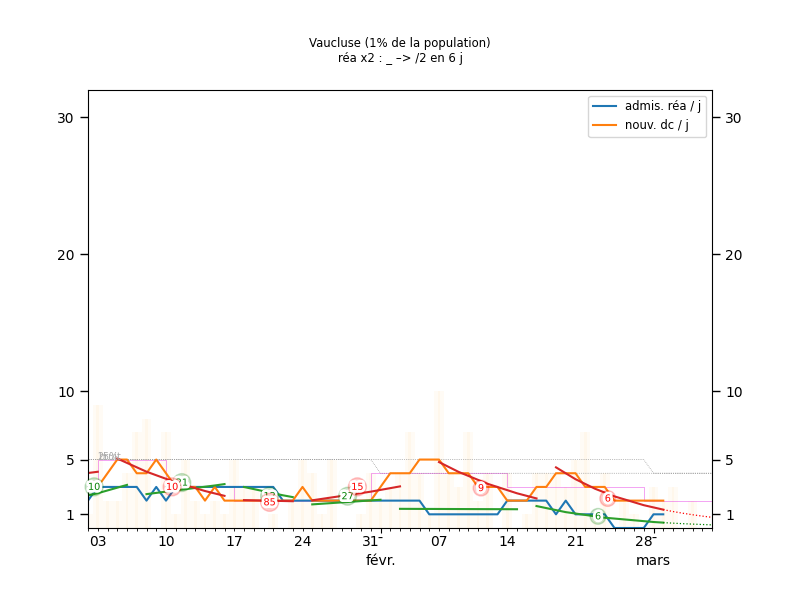 Vaucluse (1% de la population)
réa x2 : _ –> /2 en 6 j
admis. réa / j
nouv. dc / j
30 30
20 20
10 10
5 5
1 1
10 10 21 85 27 15 9 6 6
03 10 17 24 31 07 14 21 28
févr. mars